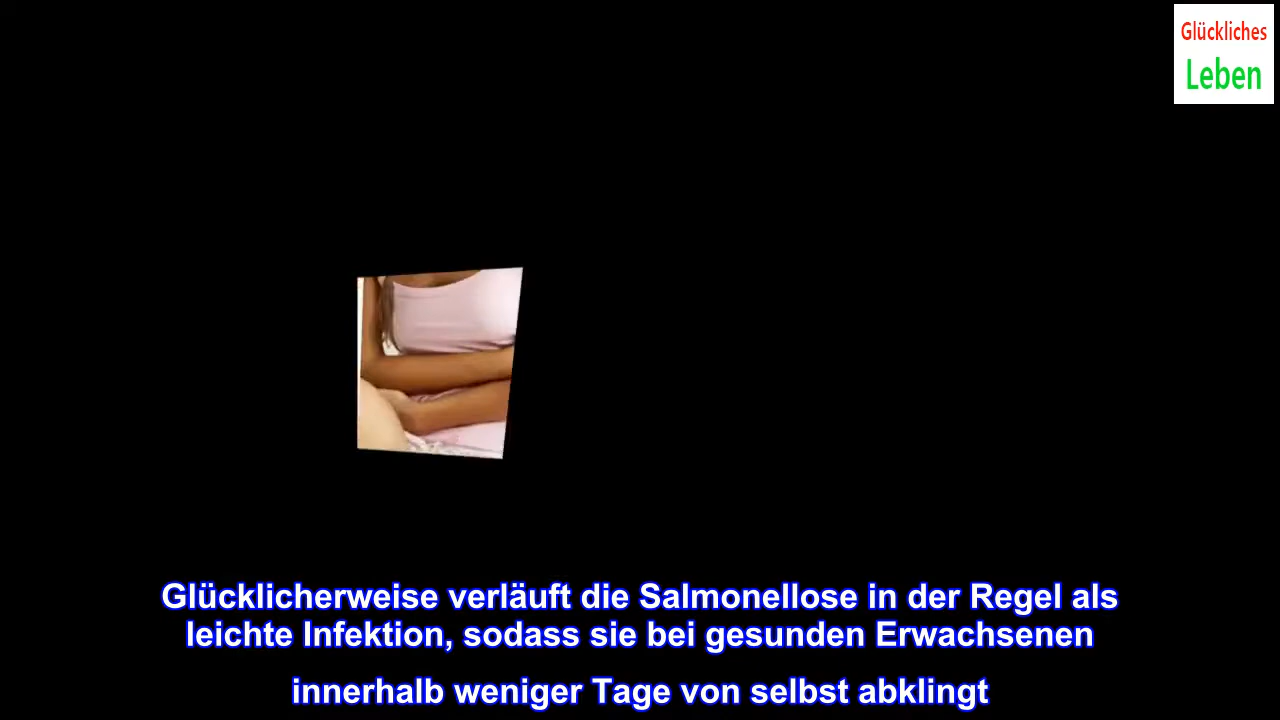 Glückliches
Leben
Glücklicherweise verläuft die Salmonellose in der Regel als
leichte Infektion, sodass sie bei gesunden Erwachsenen
innerhalb weniger Tage von selbst abklingt